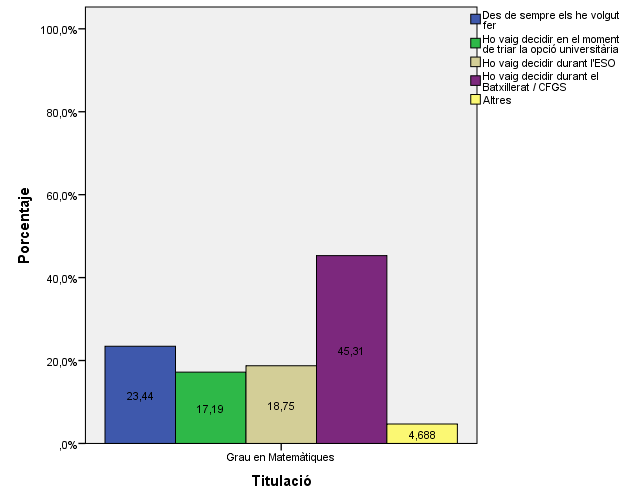 Des de sempre els he volgut
fer
Ho vaig decidir en el moment
de triar la opció universitària
Ho vaig decidir durant l'ESO
Ho vaig decidir durant el
Batxillerat / CFGS
Altres
100,0%
80,0%
60,0%
40,0%
20,0%
,0%
Porcentaje
23,44
17,19
18,75
45,31
4,688
Grau en Matemàtiques
Titulació